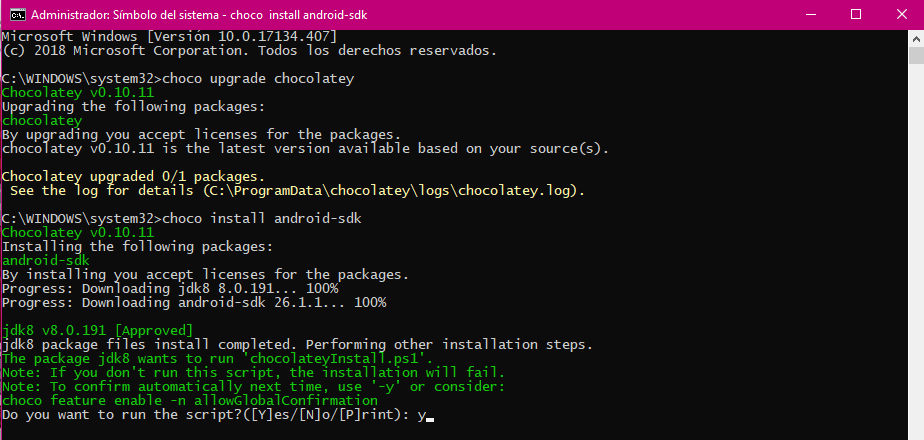 Administrador: Símbolo del sistema - choco  install android-sdk
Microsoft Windows [Versión 10.0.17134.407]
(c) 2018 Microsoft Corporation. Todos los derechos reservados.
C:\WINDOWS\system32>choco upgrade chocolatey
Chocolatey v0.10.11
Upgrading the following packages:
chocolatey
By upgrading you accept licenses for the packages.
chocolatey v0.10.11 is the latest version available based on your source(s).
Chocolatey upgraded 0/1 packages.
 See the log for details (C:\ProgramData\chocolatey\logs\chocolatey.log).
C:\WINDOWS\system32>choco install android-sdk
Chocolatey v0.10.11
Installing the following packages:
android-sdk
By installing you accept licenses for the packages.
Progress: Downloading jdk8 8.0.191... 100%
Progress: Downloading android-sdk 26.1.1... 100%
jdk8 v8.0.191 [Approved]
jdk8 package files install completed. Performing other installation steps.
The package jdk8 wants to run 'chocolateyInstall.ps1'.
Note: If you don't run this script, the installation will fail.
Note: To confirm automatically next time, use '-y' or consider:
choco feature enable -n allowGlobalConfirmation
Do you want to run the script?([Y]es/[N]o/[P]rint): y